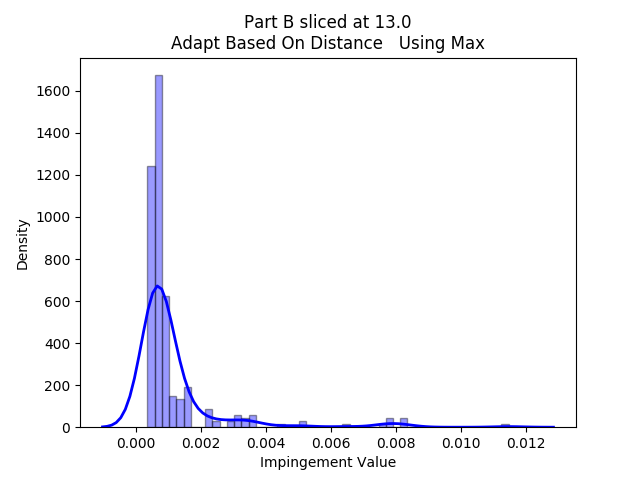 Part B sliced at 13.0
Adapt Based On Distance   Using Max
1600
1400
1200
1000
800
600
400
200
0
Density
0.000 0.002 0.004 0.006 0.008 0.010 0.012
Impingement Value